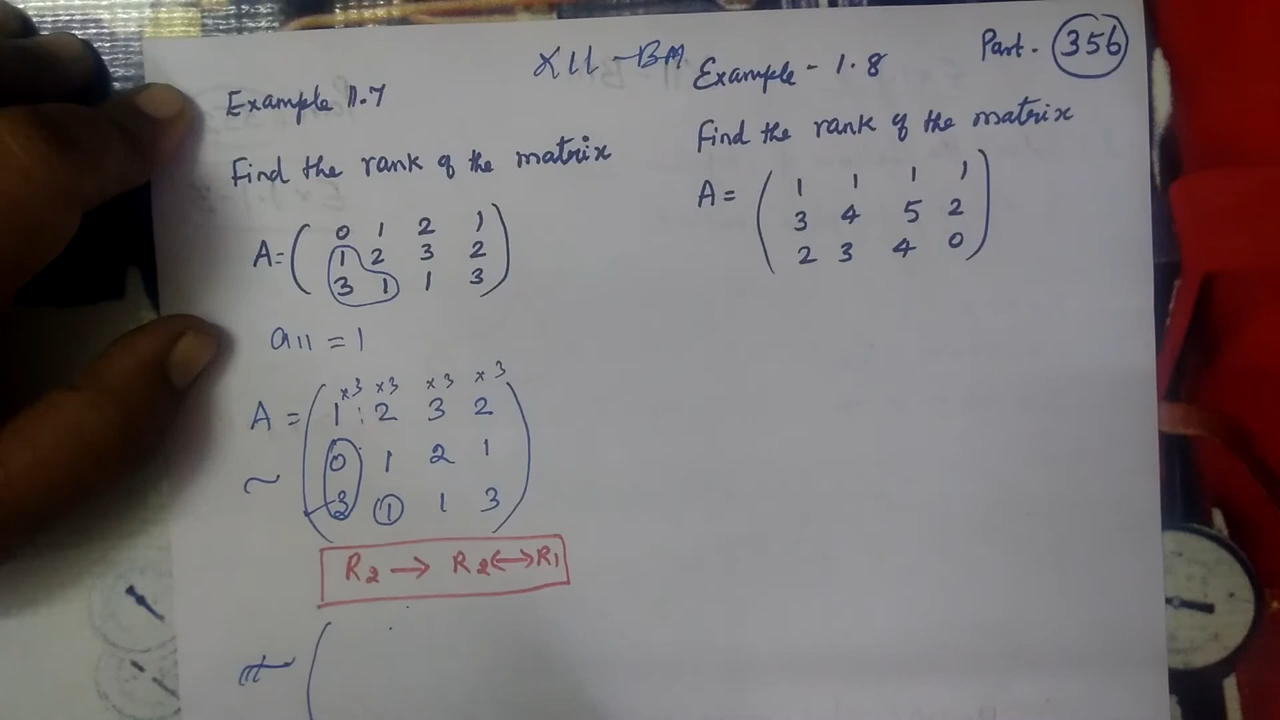 XII - BM
Part. - 356
Example 11.7
Find the rank of the matrix
A = ( 0 1 2 1
1 2 3 2
3 1 1 3 )
a11 = 1
×3 ×3 ×3 ×3
A = ( 1 2 3 2
~ 0 1 2 1
3 1 1 3 )
R2 → R2 ↔ R1
~ (
Example - 1.8
Find the rank of the matrix
A = ( 1 1 1 1
3 4 5 2
2 3 4 0 )